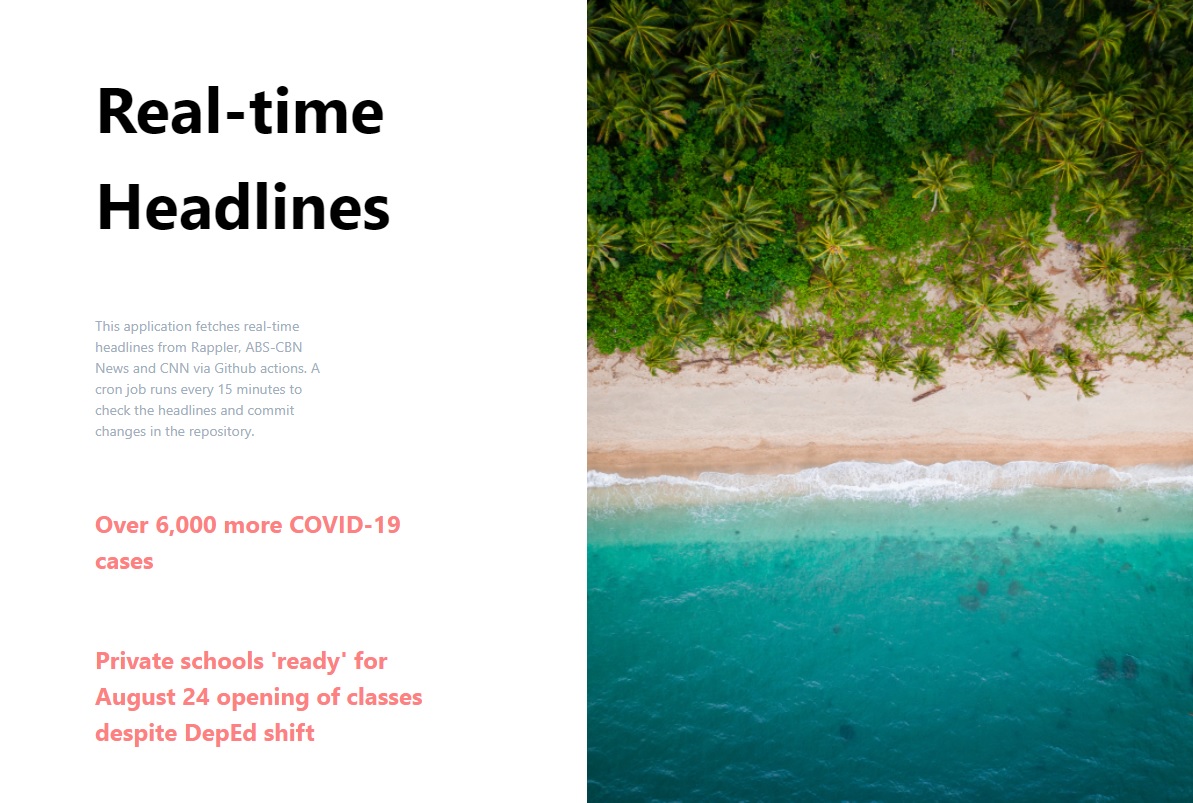 Real-time
Headlines
This application fetches real-time
headlines from Rappler, ABS-CBN
News and CNN via Github actions. A
cron job runs every 15 minutes to
check the headlines and commit
changes in the repository.
Over 6,000 more COVID-19
cases
Private schools 'ready' for
August 24 opening of classes
despite DepEd shift